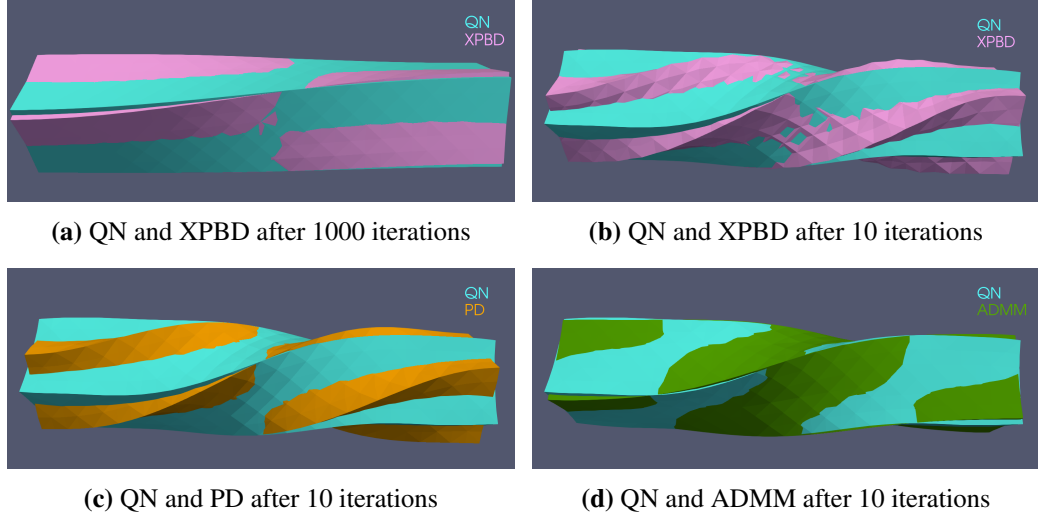 QN
XPBD
QN
XPBD
(a) QN and XPBD after 1000 iterations
(b) QN and XPBD after 10 iterations
QN
PD
QN
ADMM
(c) QN and PD after 10 iterations
(d) QN and ADMM after 10 iterations